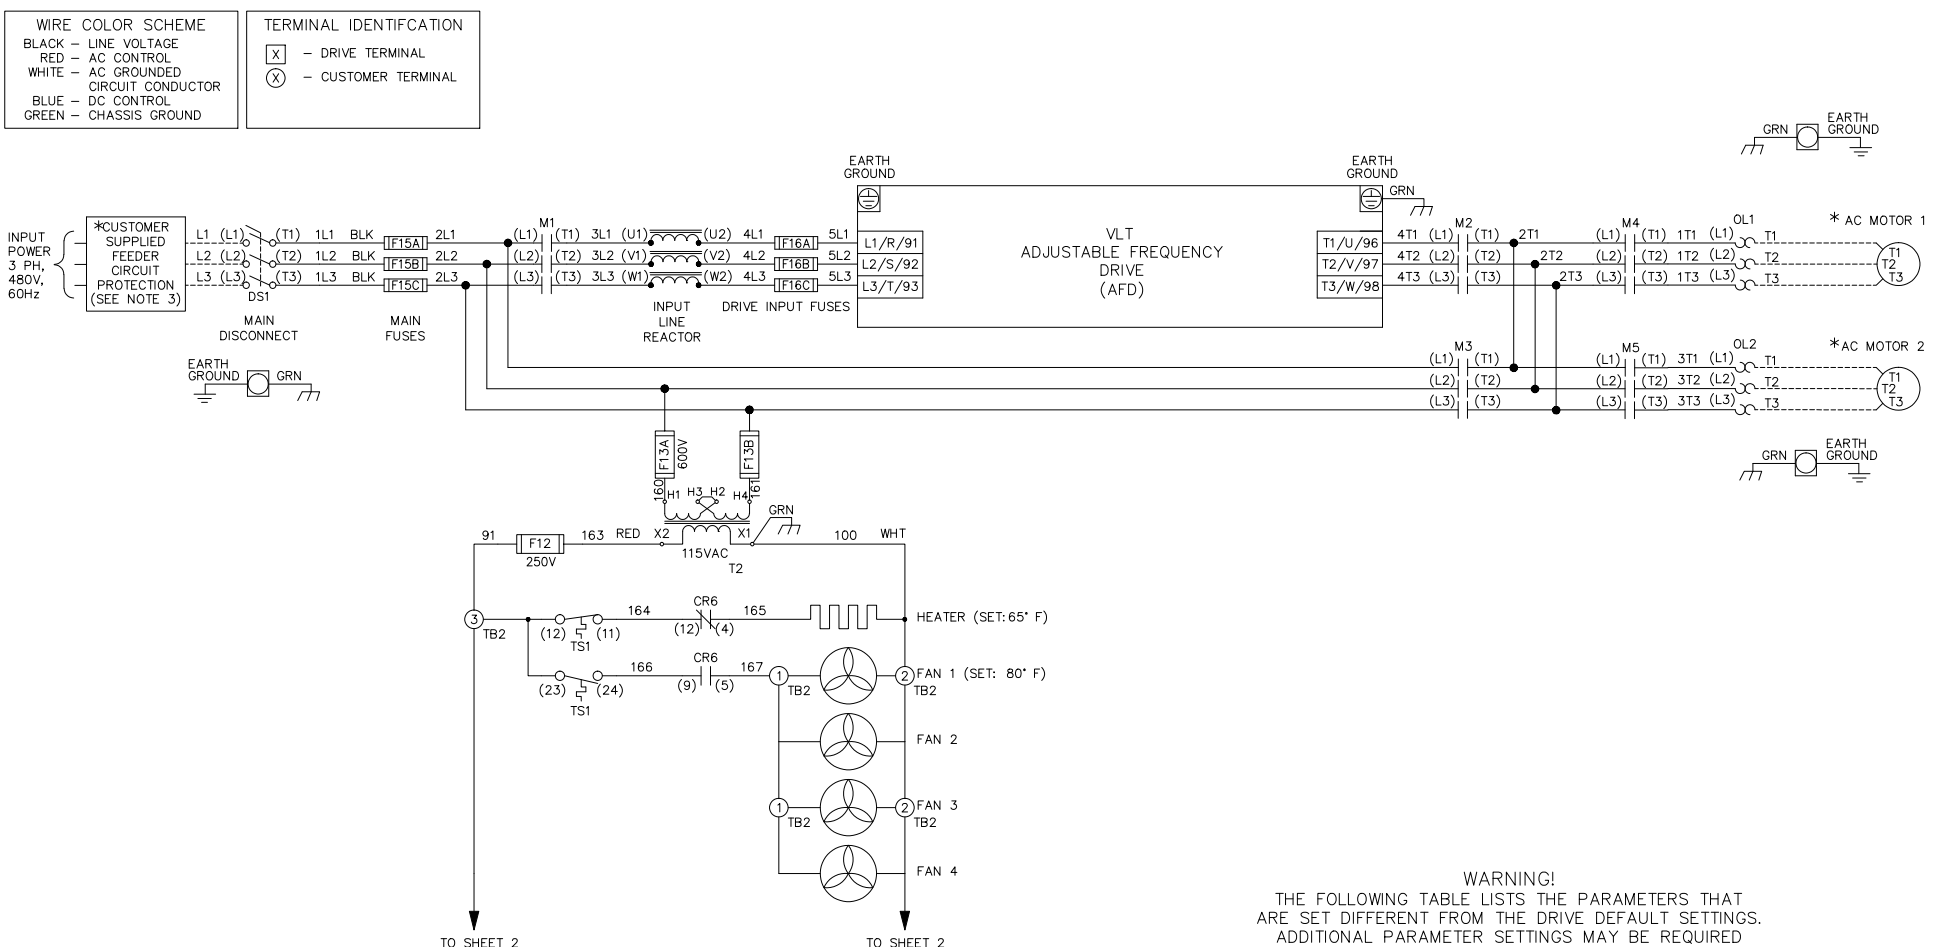 WIRE COLOR SCHEME
BLACK – LINE VOLTAGE
RED – AC CONTROL
WHITE – AC GROUNDED
CIRCUIT CONDUCTOR
BLUE – DC CONTROL
GREEN – CHASSIS GROUND
TERMINAL IDENTIFCATION
X – DRIVE TERMINAL
X – CUSTOMER TERMINAL
INPUT
POWER
3 PH,
480V,
60Hz
*CUSTOMER
SUPPLIED
FEEDER
CIRCUIT
PROTECTION
(SEE NOTE 3)
L1 (L1) (T1) 1L1 BLK F15A 2L1
L2 (L2) (T2) 1L2 BLK F15B 2L2
L3 (L3) (T3) 1L3 BLK F15C 2L3
DS1
MAIN
DISCONNECT
MAIN
FUSES
EARTH
GROUND GRN
M1
(L1) (T1) 3L1 (U1) (U2) 4L1 F16A 5L1
(L2) (T2) 3L2 (V1) (V2) 4L2 F16B 5L2
(L3) (T3) 3L3 (W1) (W2) 4L3 F16C 5L3
INPUT
LINE
REACTOR
DRIVE INPUT FUSES
EARTH
GROUND
L1/R/91
L2/S/92
L3/T/93
VLT
ADJUSTABLE FREQUENCY
DRIVE
(AFD)
EARTH
GROUND
GRN
T1/U/96
T2/V/97
T3/W/98
M2
4T1 (L1) (T1) 2T1
4T2 (L2) (T2) 2T2
4T3 (L3) (T3) 2T3
M4
(L1) (T1) 1T1 (L1) T1
(L2) (T2) 1T2 (L2) T2
(L3) (T3) 1T3 (L3) T3
OL1
* AC MOTOR 1
T1
T2
T3
GRN EARTH
GROUND
M3
(L1) (T1)
(L2) (T2)
(L3) (T3)
M5
(L1) (T1) 3T1 (L1) T1
(L2) (T2) 3T2 (L2) T2
(L3) (T3) 3T3 (L3) T3
OL2
*AC MOTOR 2
T1
T2
T3
GRN EARTH
GROUND
F13A
600V
F13B
160
161
H1 H3 H2 H4
GRN
91 F12 163 RED X2 X1 100 WHT
250V
115VAC
T2
3
TB2
(12) (11) 164 CR6 165
TS1
(12) (4)
HEATER (SET:65° F)
(23) (24) 166 CR6 167 1
TS1
(9) (5)
TB2
2 FAN 1 (SET: 80° F)
TB2
FAN 2
1
TB2
2 FAN 3
TB2
FAN 4
TO SHEET 2
TO SHEET 2
WARNING!
THE FOLLOWING TABLE LISTS THE PARAMETERS THAT
ARE SET DIFFERENT FROM THE DRIVE DEFAULT SETTINGS.
ADDITIONAL PARAMETER SETTINGS MAY BE REQUIRED